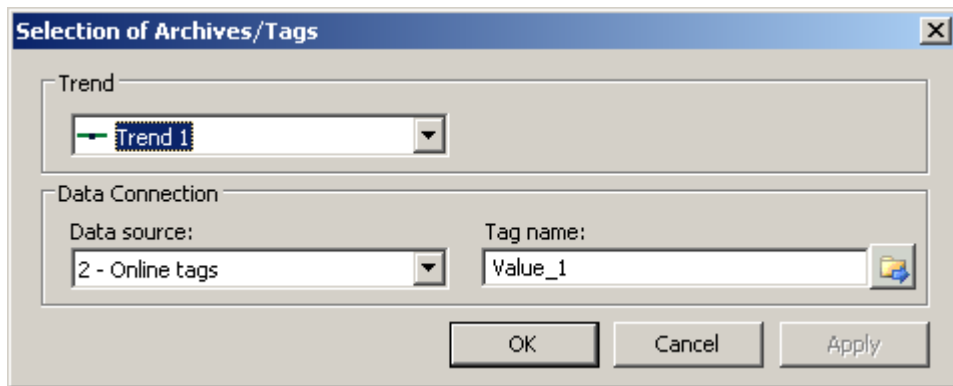 Selection of Archives/Tags
Trend
Trend 1
Data Connection
Data source:
Tag name:
2 - Online tags
Value_1
OK
Cancel
Apply